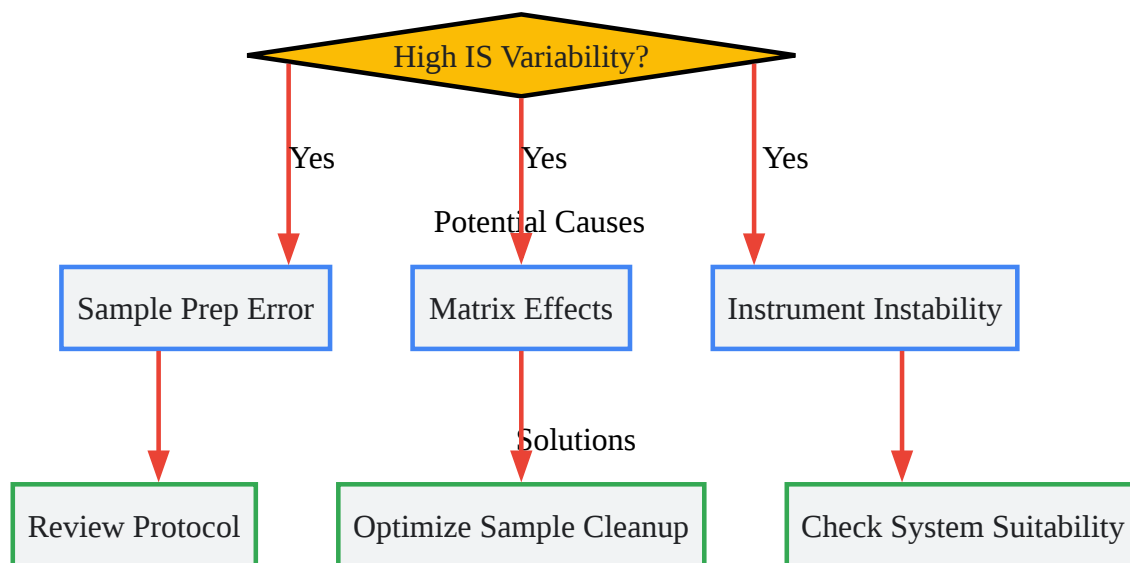 High IS Variability?
Yes
Yes
Yes
Potential Causes
Sample Prep Error
Matrix Effects
Instrument Instability
Solutions
Review Protocol
Optimize Sample Cleanup
Check System Suitability